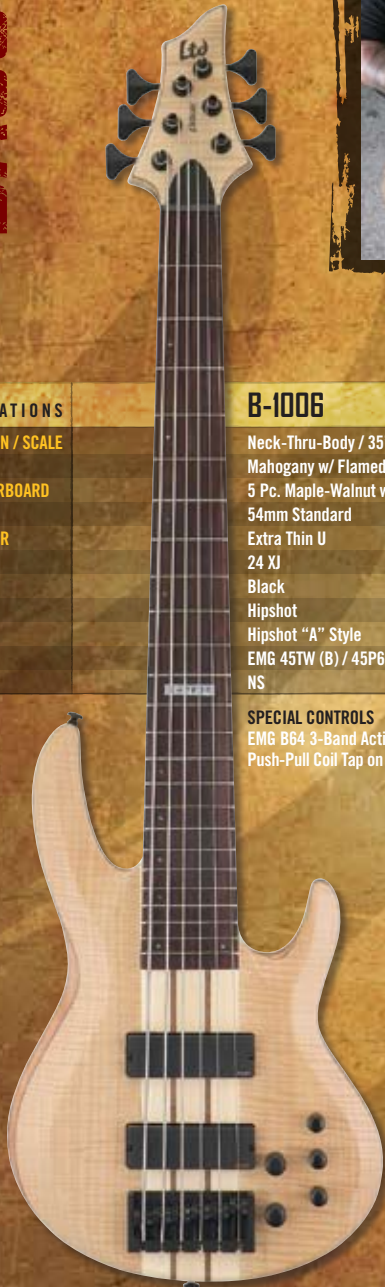 Ltd
ATIONS
N / SCALE
RBOARD
R
B-1006
Neck-Thru-Body / 35
Mahogany w/ Flamed
5 Pc. Maple-Walnut w
54mm Standard
Extra Thin U
24 XJ
Black
Hipshot
Hipshot “A” Style
EMG 45TW (B) / 45P6
NS
SPECIAL CONTROLS
EMG B64 3-Band Acti
Push-Pull Coil Tap on